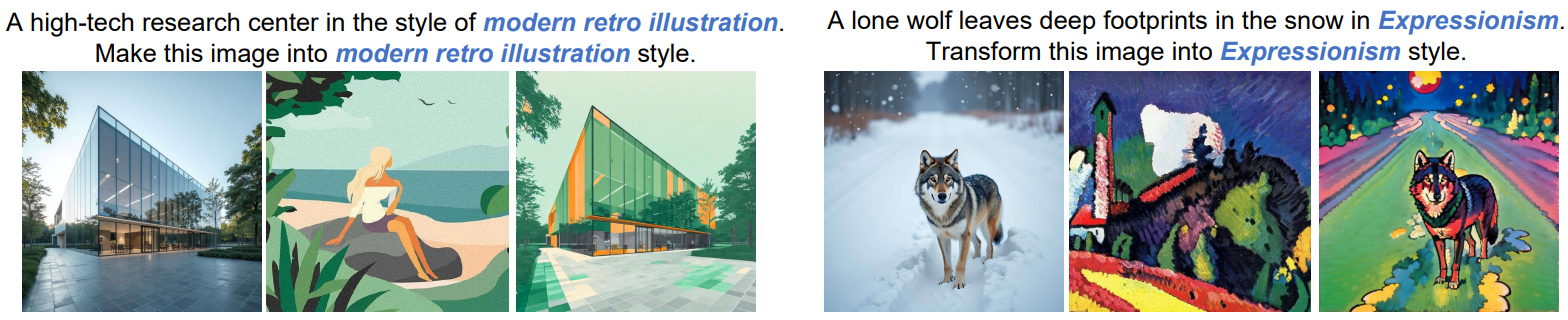 A high-tech research center in the style of modern retro illustration.
Make this image into modern retro illustration style.
A lone wolf leaves deep footprints in the snow in Expressionism.
Transform this image into Expressionism style.